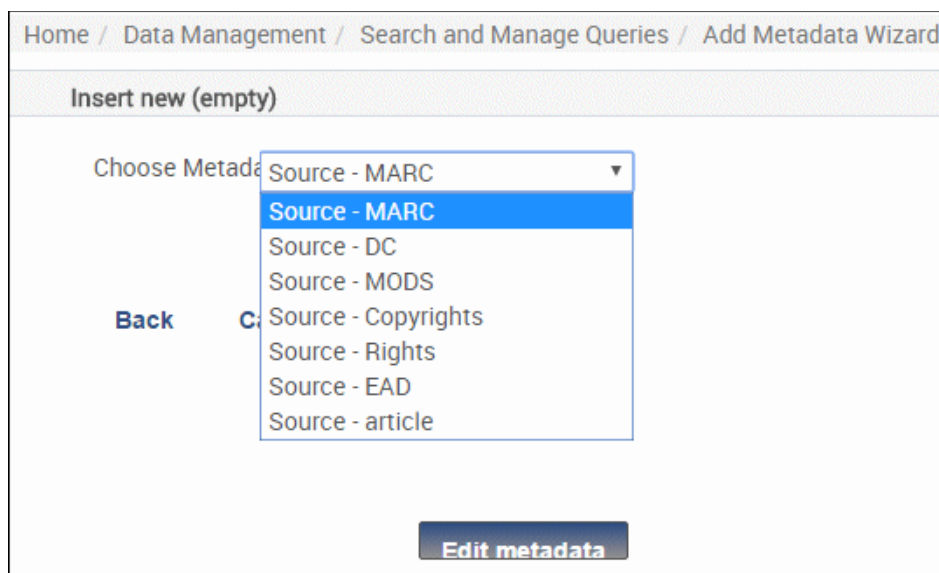 Home / Data Management / Search and Manage Queries / Add Metadata Wizard
Insert new (empty)
Choose Metada Source - MARC
Source - MARC
Source - DC
Source - MODS
Back Ca Source - Copyrights
Source - Rights
Source - EAD
Source - article
Edit metadata